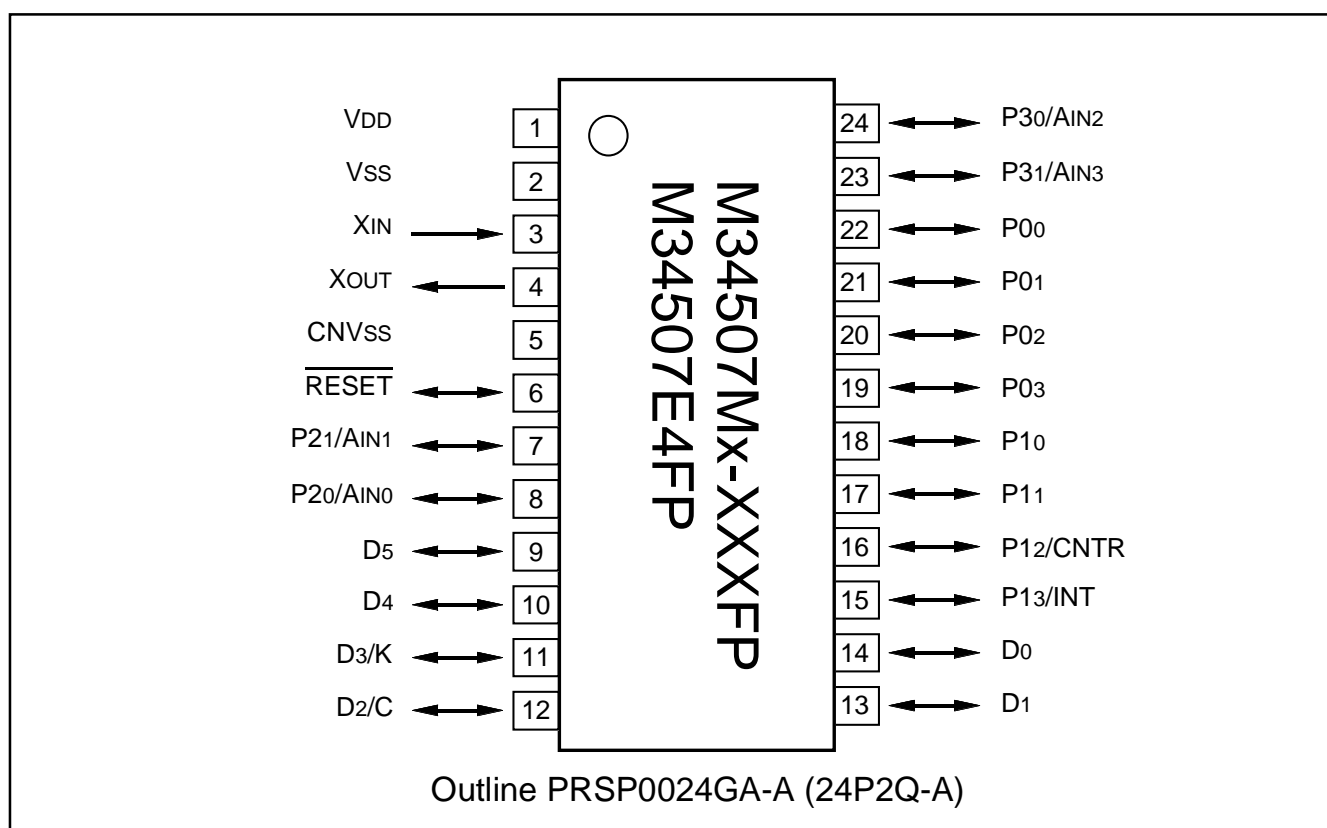 VDD 1 24 P30/AIN2
VSS 2 23 P31/AIN3
XIN 3 22 P00
XOUT 4 21 P01
CNVSS 5 20 P02
RESET 6 19 P03
P21/AIN1 7 18 P10
P20/AIN0 8 17 P11
D5 9 16 P12/CNTR
D4 10 15 P13/INT
D3/K 11 14 D0
D2/C 12 13 D1
M34507Mx-XXXFP
M34507E4FP
Outline PRSP0024GA-A (24P2Q-A)